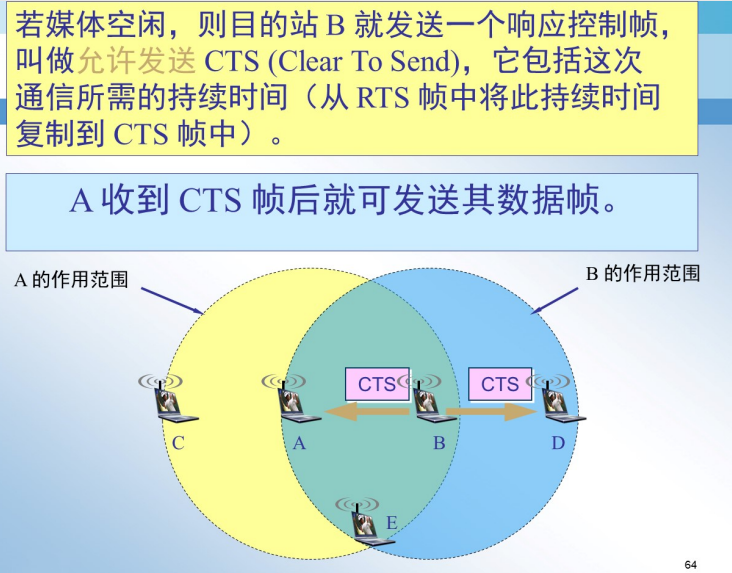 若媒体空闲，则目的站 B 就发送一个响应控制帧，
叫做允许发送 CTS (Clear To Send)，它包括这次
通信所需的持续时间（从 RTS 帧中将此持续时间
复制到 CTS 帧中）。
A 收到 CTS 帧后就可发送其数据帧。
A 的作用范围
B 的作用范围
CTS
CTS
C
A
B
D
E
64